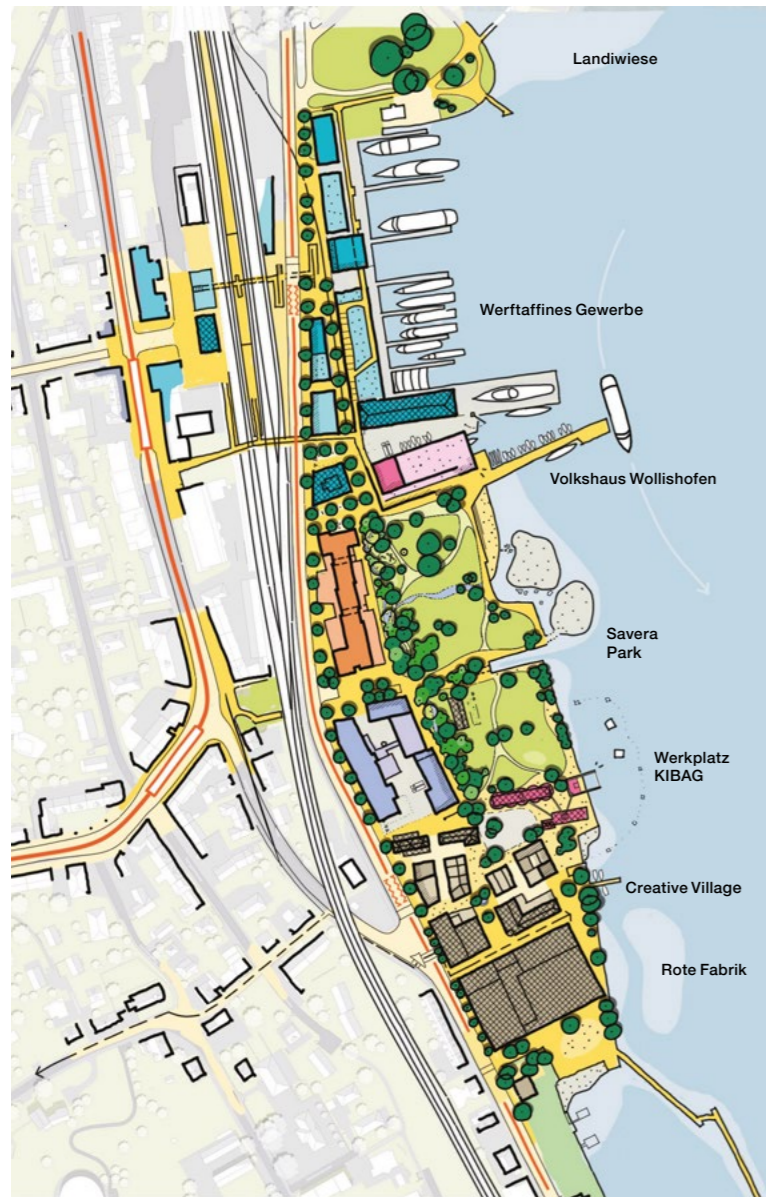 Landiwiese
Werftaffines Gewerbe
Volkshaus Wollishofen
Savera
Park
Werkplatz
KIBAG
Creative Village
Rote Fabrik